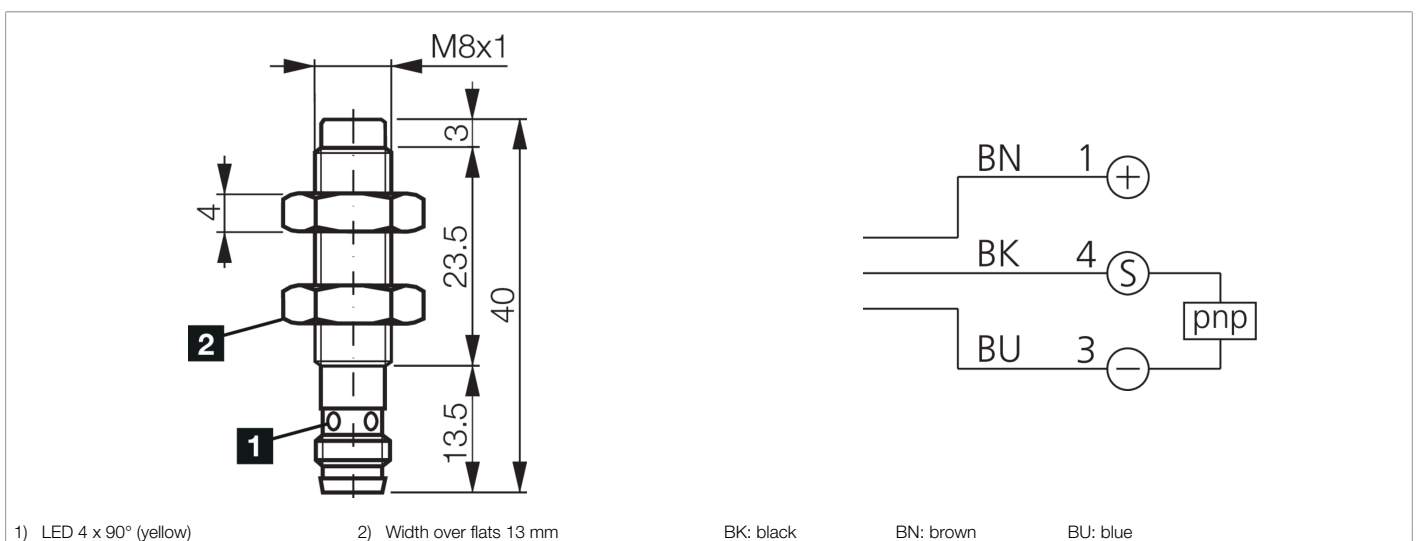 M8x1
3
4
23.5
40
2
13.5
1
BN 1 +
BK 4 S
pnp
BU 3 −
1) LED 4 x 90° (yellow) 2) Width over flats 13 mm BK: black BN: brown BU: blue